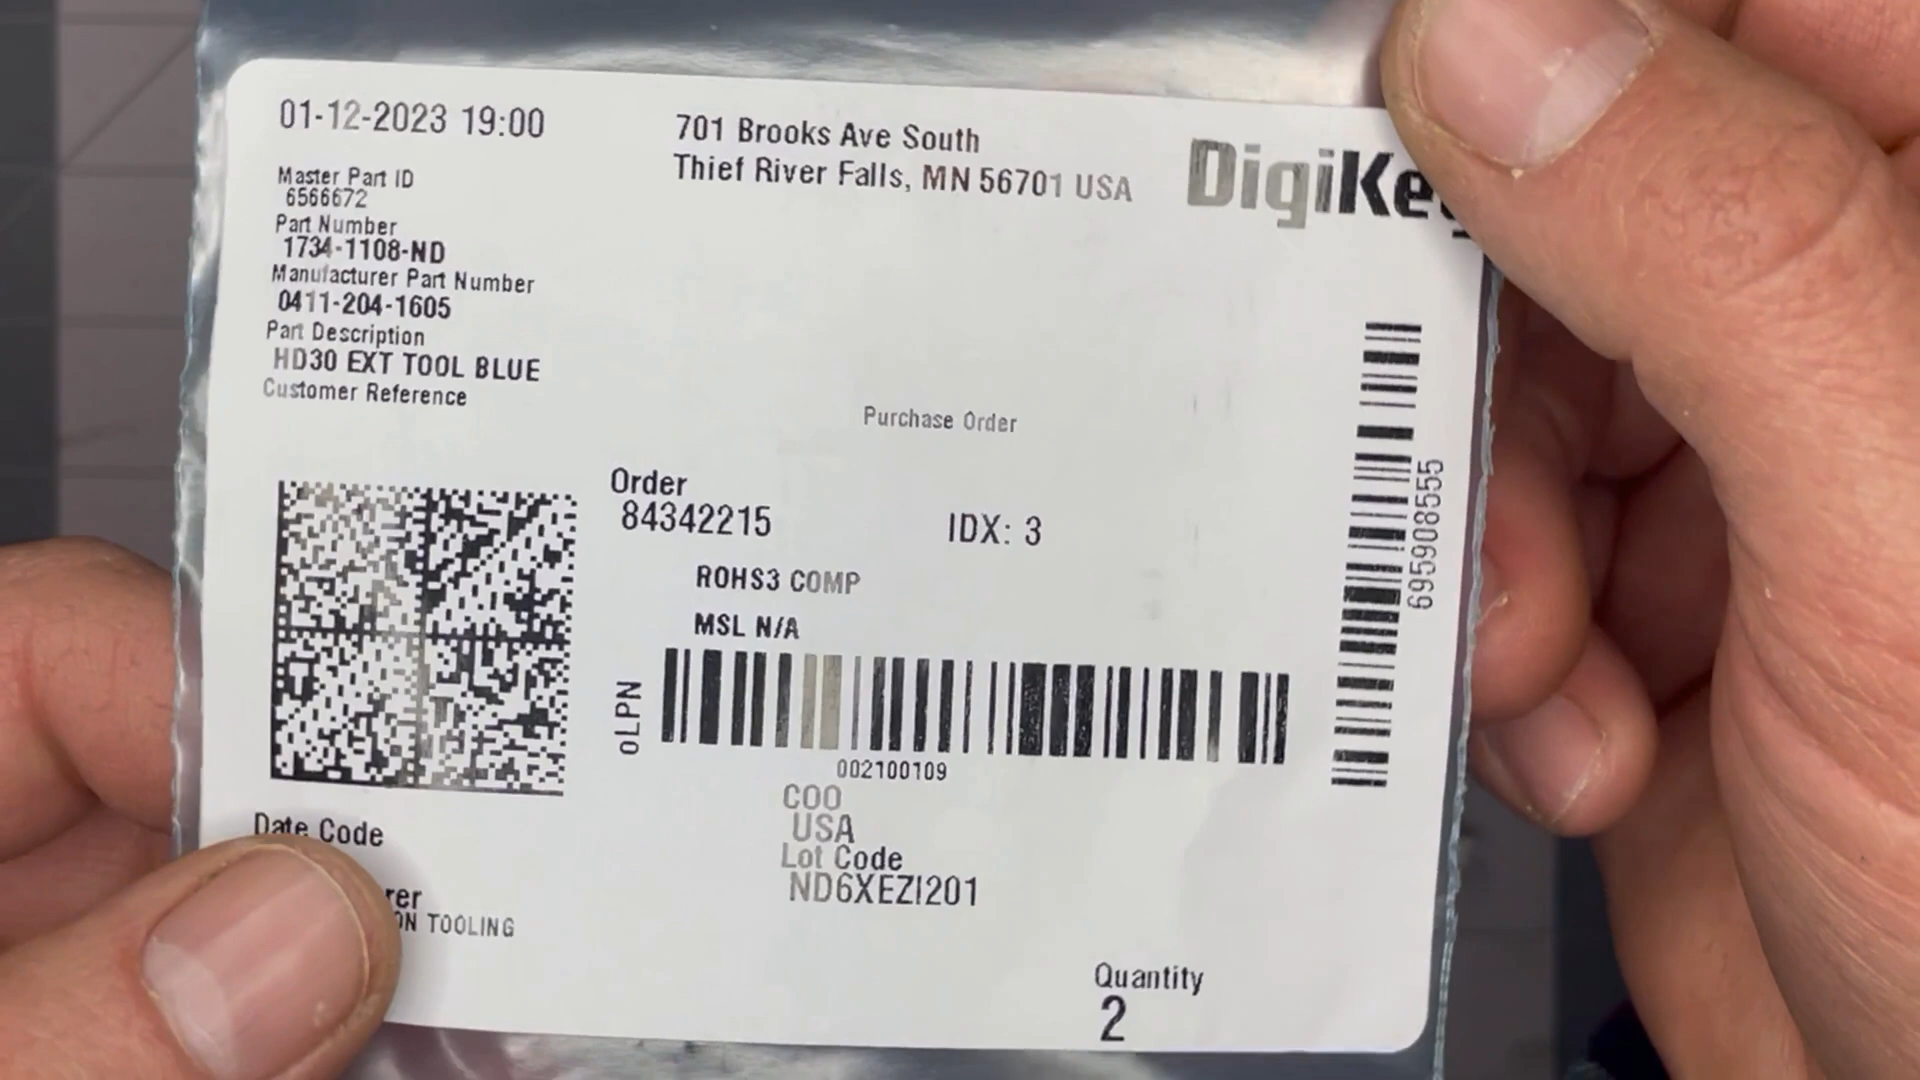 01-12-2023 19:00
701 Brooks Ave South
Thief River Falls, MN 56701 USA
DigiKe
Master Part ID
6566672
Part Number
1734-1108-ND
Manufacturer Part Number
0411-204-1605
Part Description
HD30 EXT TOOL BLUE
Customer Reference
Purchase Order
Order
84342215
IDX: 3
ROHS3 COMP
MSL N/A
oLPN
002100109
695908555
COO
USA
Lot Code
ND6XEZI201
Date Code
rer
ON TOOLING
Quantity
2